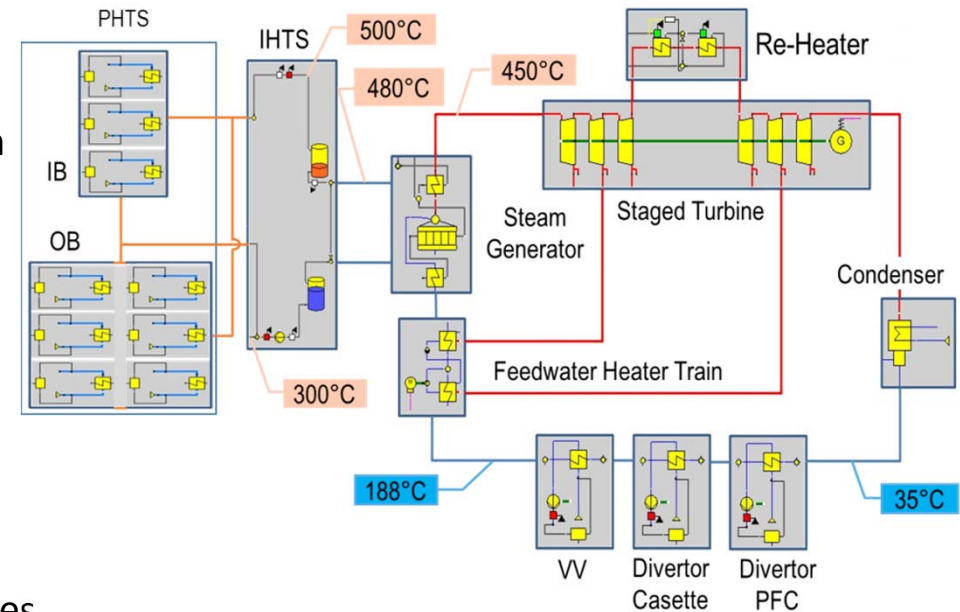 PHTS
IHTS
500°C
Re-Heater
480°C
450°C
IB
OB
G
Staged Turbine
Steam
Generator
Condenser
300°C
Feedwater Heater Train
188°C
35°C
VV
Divertor
Casette
Divertor
PFC
es